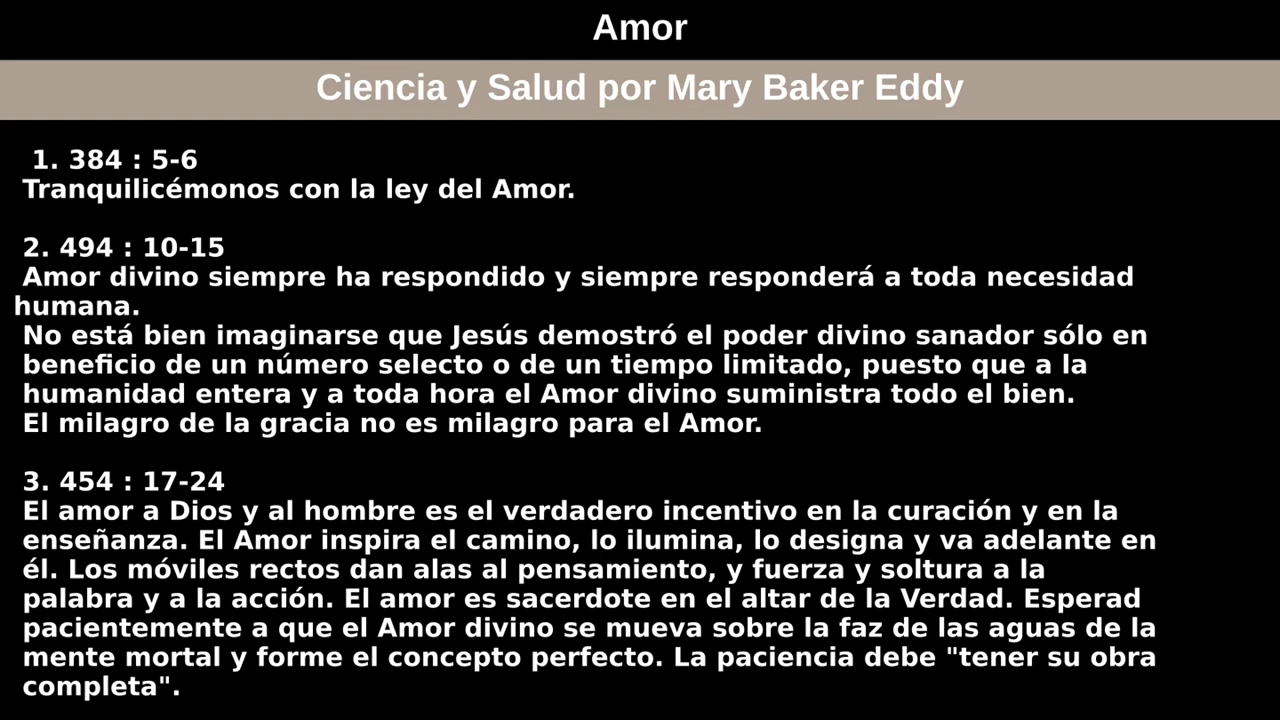 Amor
Ciencia y Salud por Mary Baker Eddy
1. 384 : 5-6
Tranquilicémonos con la ley del Amor.
2. 494 : 10-15
Amor divino siempre ha respondido y siempre responderá a toda necesidad
humana.
No está bien imaginarse que Jesús demostró el poder divino sanador sólo en
beneficio de un número selecto o de un tiempo limitado, puesto que a la
humanidad entera y a toda hora el Amor divino suministra todo el bien.
El milagro de la gracia no es milagro para el Amor.
3. 454 : 17-24
El amor a Dios y al hombre es el verdadero incentivo en la curación y en la
enseñanza. El Amor inspira el camino, lo ilumina, lo designa y va adelante en
él. Los móviles rectos dan alas al pensamiento, y fuerza y soltura a la
palabra y a la acción. El amor es sacerdote en el altar de la Verdad. Esperad
pacientemente a que el Amor divino se mueva sobre la faz de las aguas de la
mente mortal y forme el concepto perfecto. La paciencia debe "tener su obra
completa".